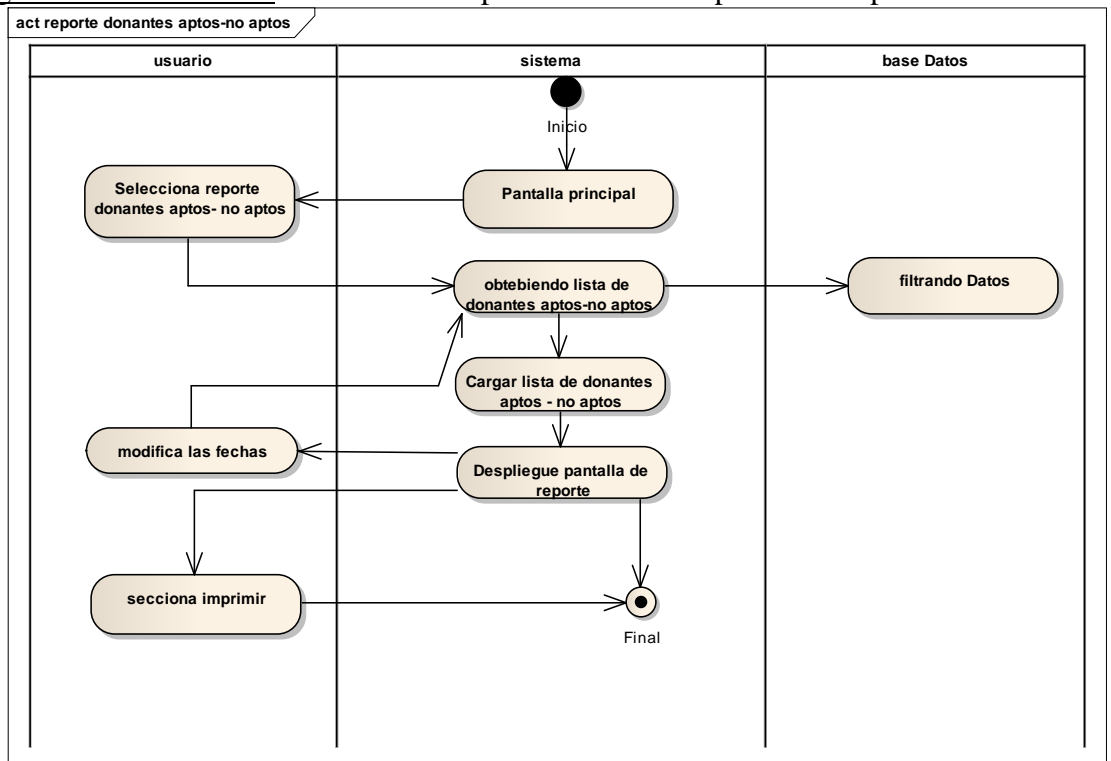 act reporte donantes aptos-no aptos
usuario
sistema
base Datos
Inicio
Selecciona reporte
donantes aptos- no aptos
Pantalla principal
obtebiendo lista de
donantes aptos-no aptos
filtrando Datos
Cargar lista de donantes
aptos - no aptos
modifica las fechas
Despliegue pantalla de
reporte
secciona imprimir
Final